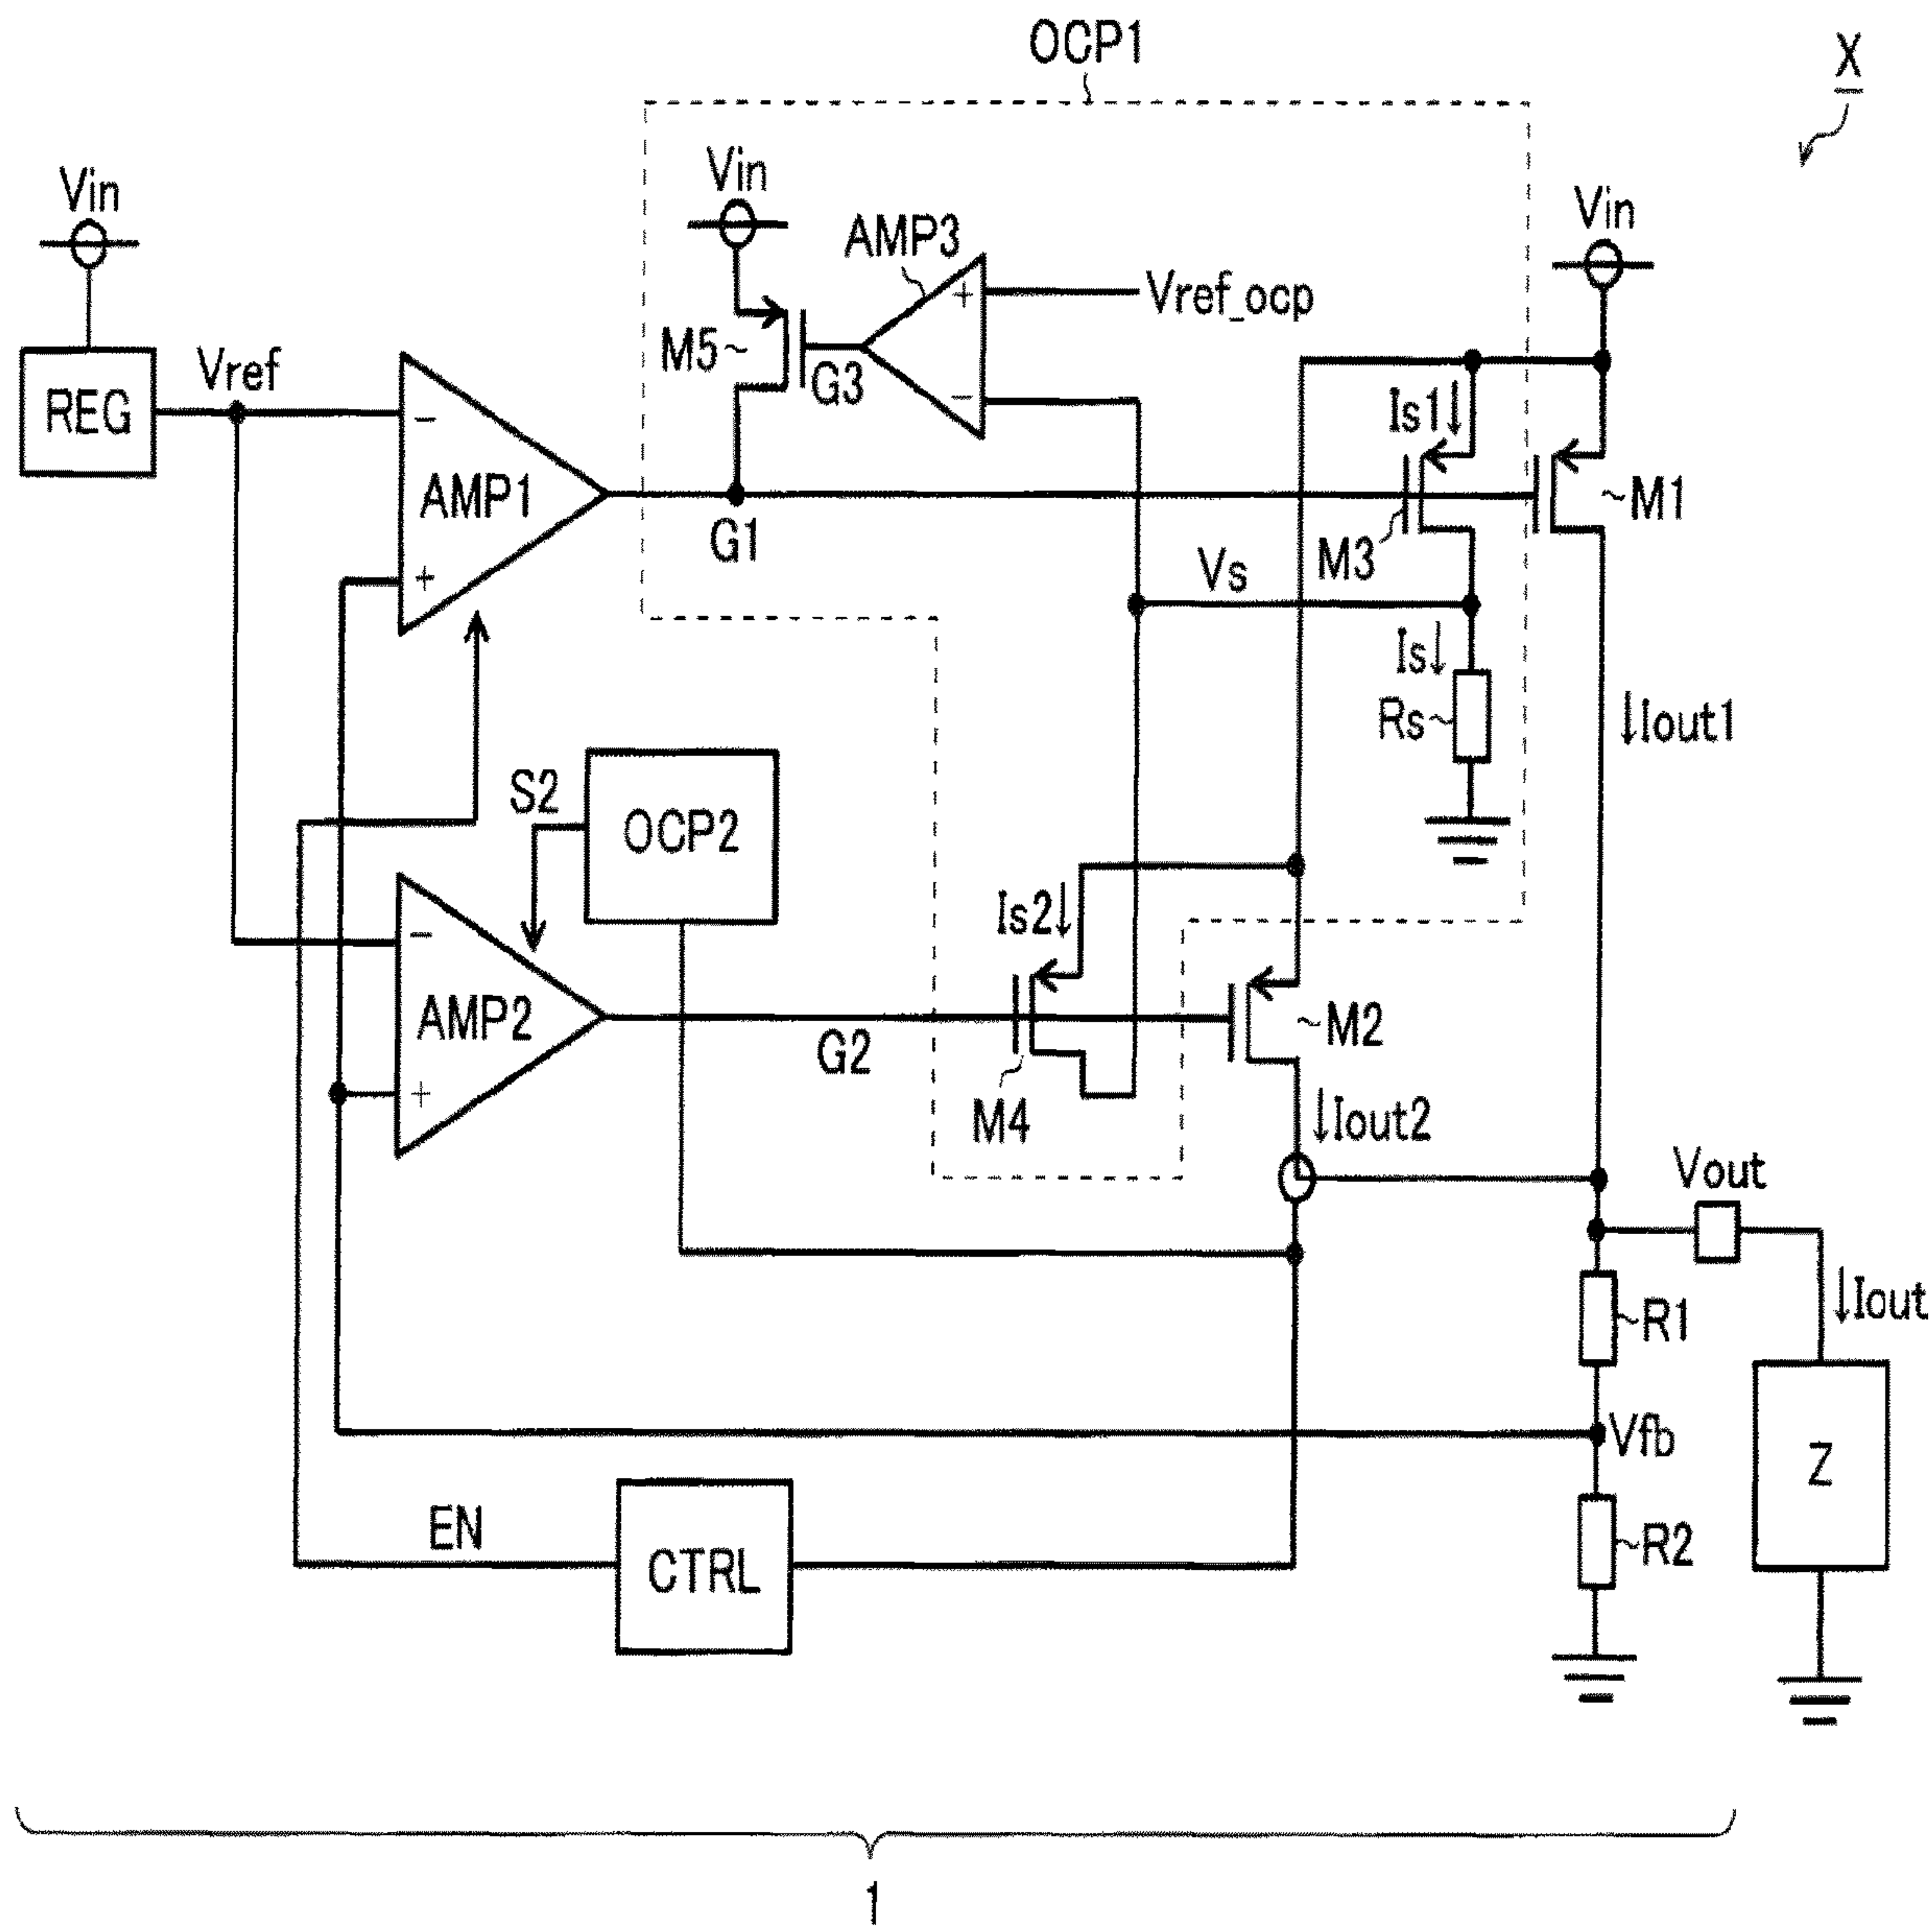 OCP1
X
Vin
Vin
Vin
AMP3
+
Vref_ocp
M5
G3
−
Is1
Vref
REG
−
AMP1
+
G1
M3
M1
Vs
Is
Rs
Iout1
S2
OCP2
Is2
−
AMP2
+
G2
M4
M2
Iout2
Vout
R1
Iout
Vfb
Z
EN
CTRL
R2
1